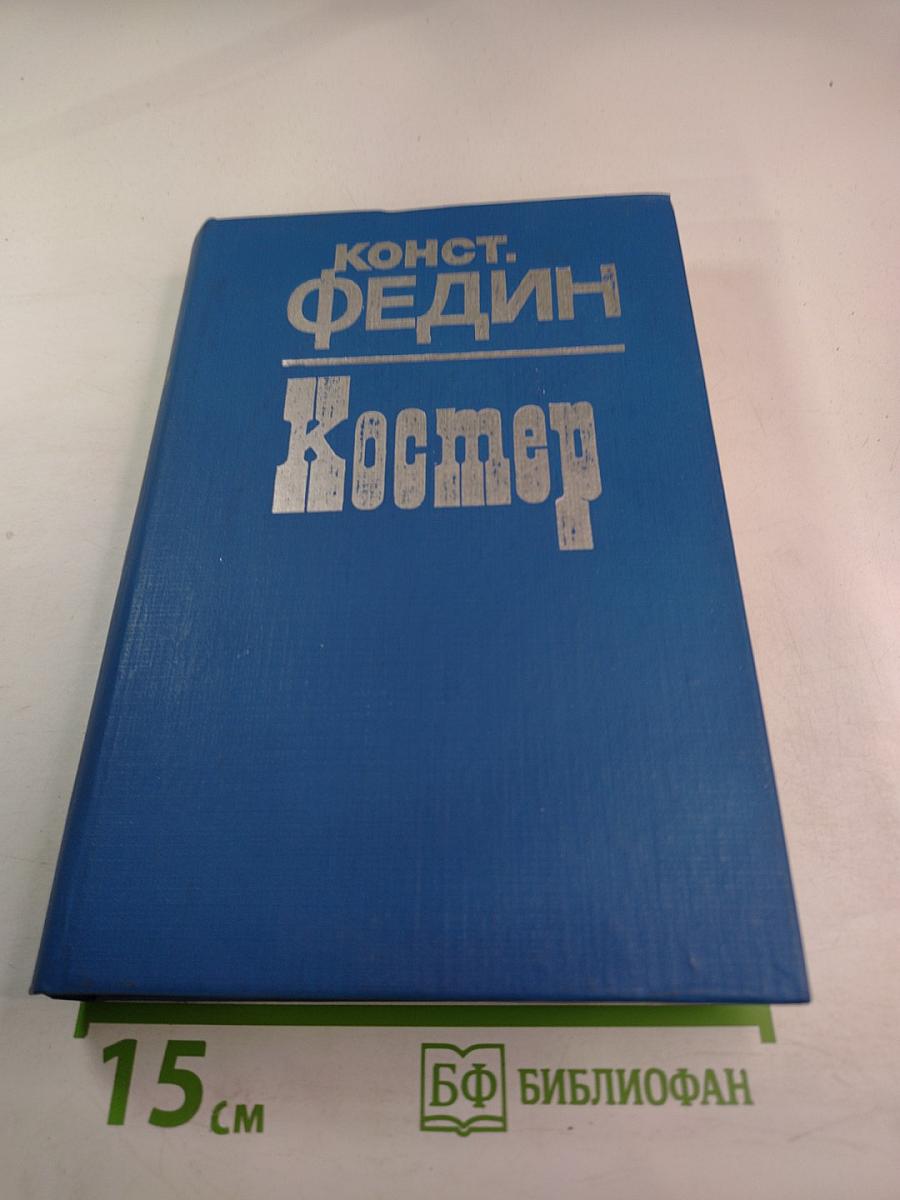 КОНСТ.
ФЕДИН
Костер
15 см
БФ БИБЛИОФАН